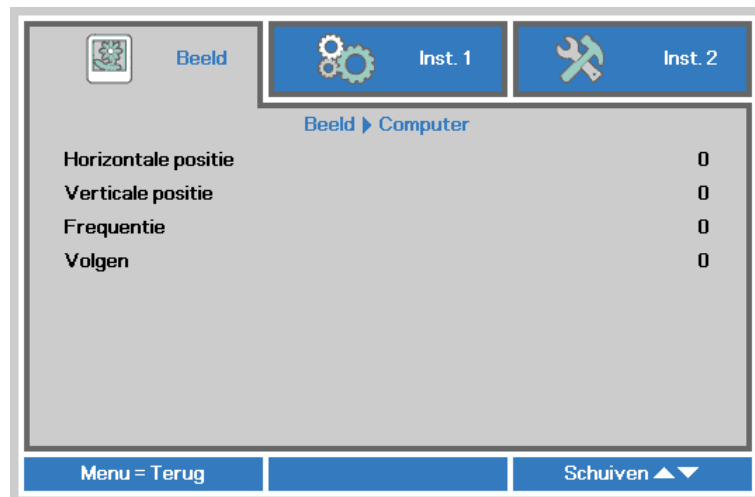 Beeld
Inst. 1
Inst. 2
Beeld ▶ Computer
Horizontale positie 0
Verticale positie 0
Frequentie 0
Volgen 0
Menu = Terug
Schuiven ▲▼